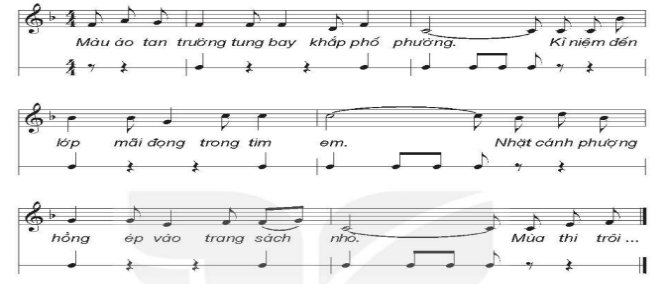 Màu áo tan trường tung bay khắp phố phường. Kỉ niệm đến
lớp mãi đọng trong tim em. Nhặt cánh phượng
hồng ép vào trang sách nhỏ. Mùa thi trôi ...